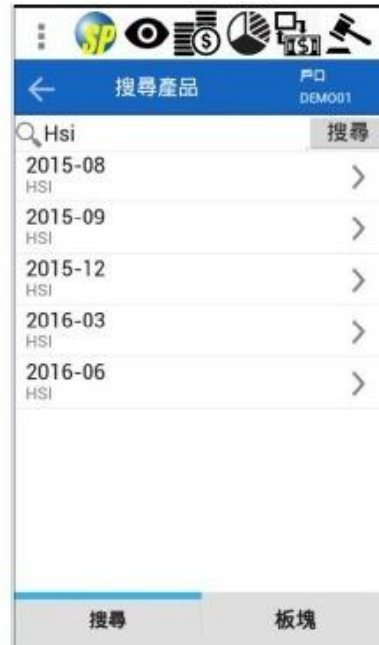 SP
搜尋產品
戶口
DEMO01
Hsi 搜尋
2015-08
HSI
2015-09
HSI
2015-12
HSI
2016-03
HSI
2016-06
HSI
搜尋 板塊